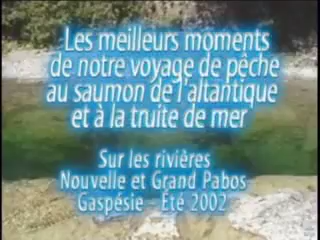 Les meilleurs moments
de notre voyage de pêche
au saumon de l'altantique
et à la truite de mer
Sur les rivières
Nouvelle et Grand Pabos
Gaspésie - Été 2002